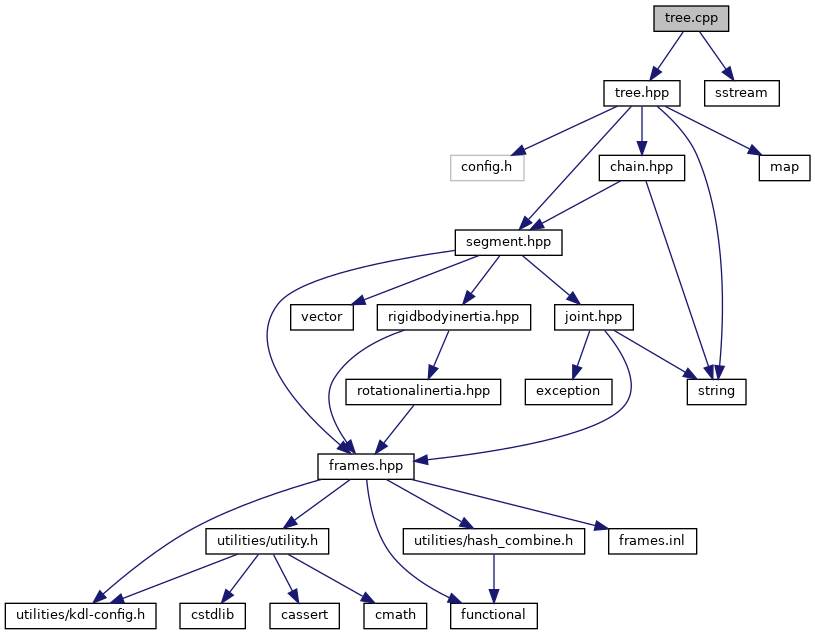 tree.cpp
tree.hpp
sstream
config.h
chain.hpp
map
segment.hpp
vector
rigidbodyinertia.hpp
joint.hpp
rotationalinertia.hpp
exception
string
frames.hpp
utilities/utility.h
utilities/hash_combine.h
frames.inl
utilities/kdl-config.h
cstdlib
cassert
cmath
functional